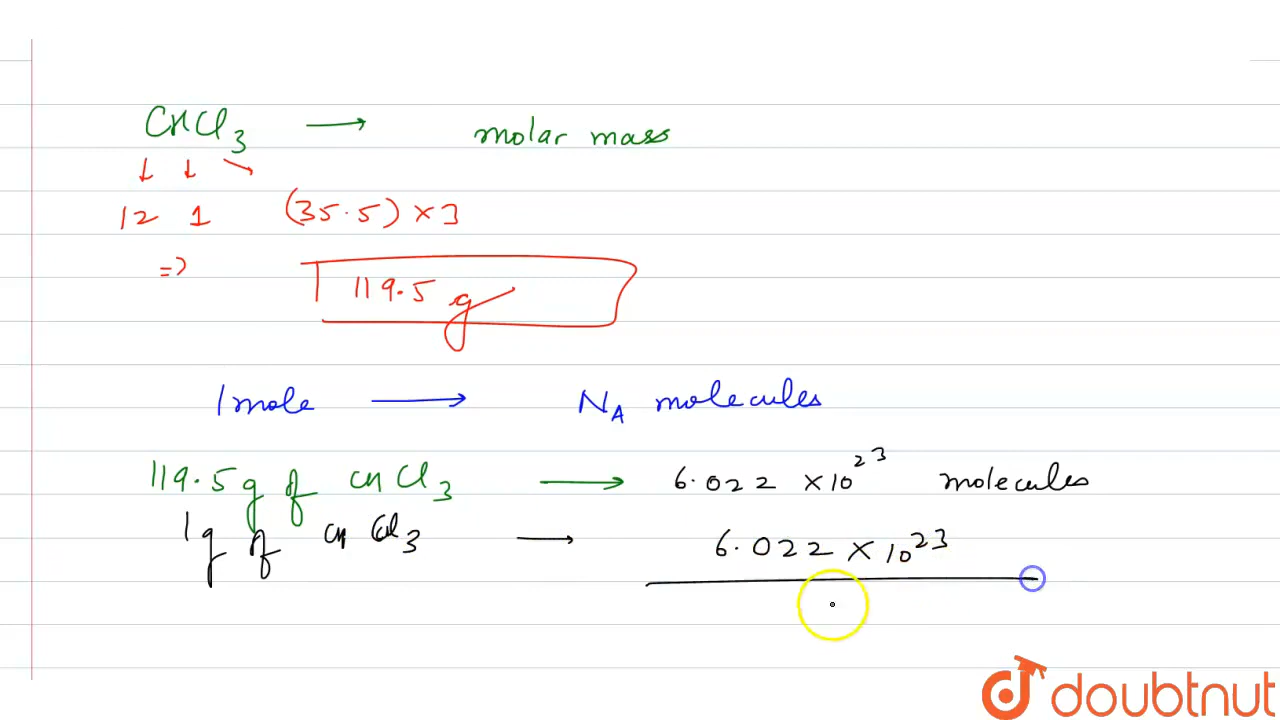 CHCl3 → molar mass
↓ ↓ ↘
12 1 (35.5) × 3
⇒ 119.5 g
1 mole → NA molecules
119.5 g of CHCl3 → 6.022 × 10^23 molecules
1g of CHCl3 → 6.022 × 10^23
doubtnut